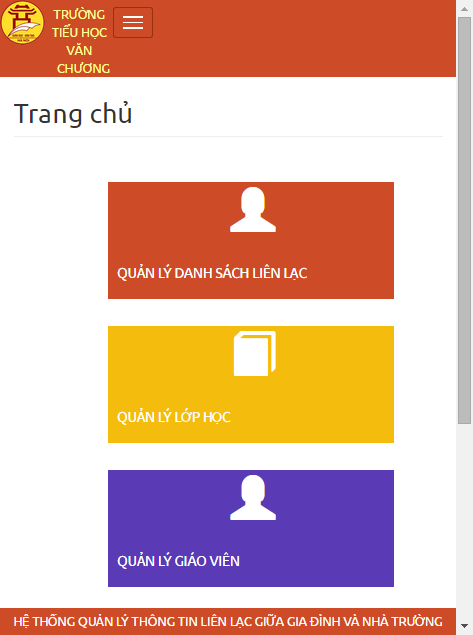 TRƯỜNG
TIỂU HỌC
VĂN
CHƯƠNG
Trang chủ
QUẢN LÝ DANH SÁCH LIÊN LẠC
QUẢN LÝ LỚP HỌC
QUẢN LÝ GIÁO VIÊN
HỆ THỐNG QUẢN LÝ THÔNG TIN LIÊN LẠC GIỮA GIA ĐÌNH VÀ NHÀ TRƯỜNG